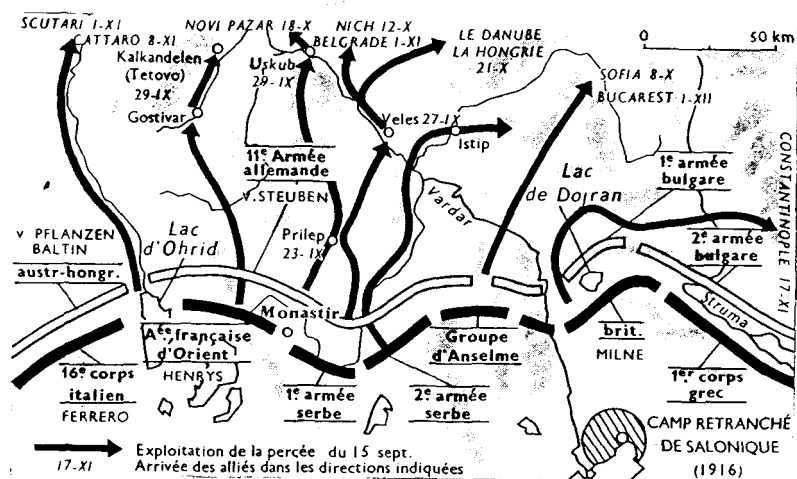 SCUTARI 1-XI
CATTARO 8-XI
NOVI PAZAR 18-X
NICH 12-X
BELGRADE 1-XI
LE DANUBE
LA HONGRIE
21-X
0 50 km
Kalkandelen
(Tetovo)
29-IX
Gostivar
Uskub
29-IX
Veles 27-IX
Istip
SOFIA 8-X
BUCAREST 1-XII
CONSTANTINOPLE 17-XI
11e Armée
allemande
V.STEUBEN
Vardar
Lac
de Dojran
1e armée
bulgare
2e armée
bulgare
v PFLANZEN
BALTIN
austr-hongr.
Lac
d'Ohrid
Prilep
23-IX
Monastir
Struma
16e corps
italien
FERRERO
Aée française
d'Orient
HENRYS
1e armée
serbe
2e armée
serbe
Groupe
d'Anselme
brit.
MILNE
1er corps
grec
CAMP RETRANCHÉ
DE SALONIQUE
(1916)
17-XI
Exploitation de la percée du 15 sept.
Arrivée des alliés dans les directions indiquées